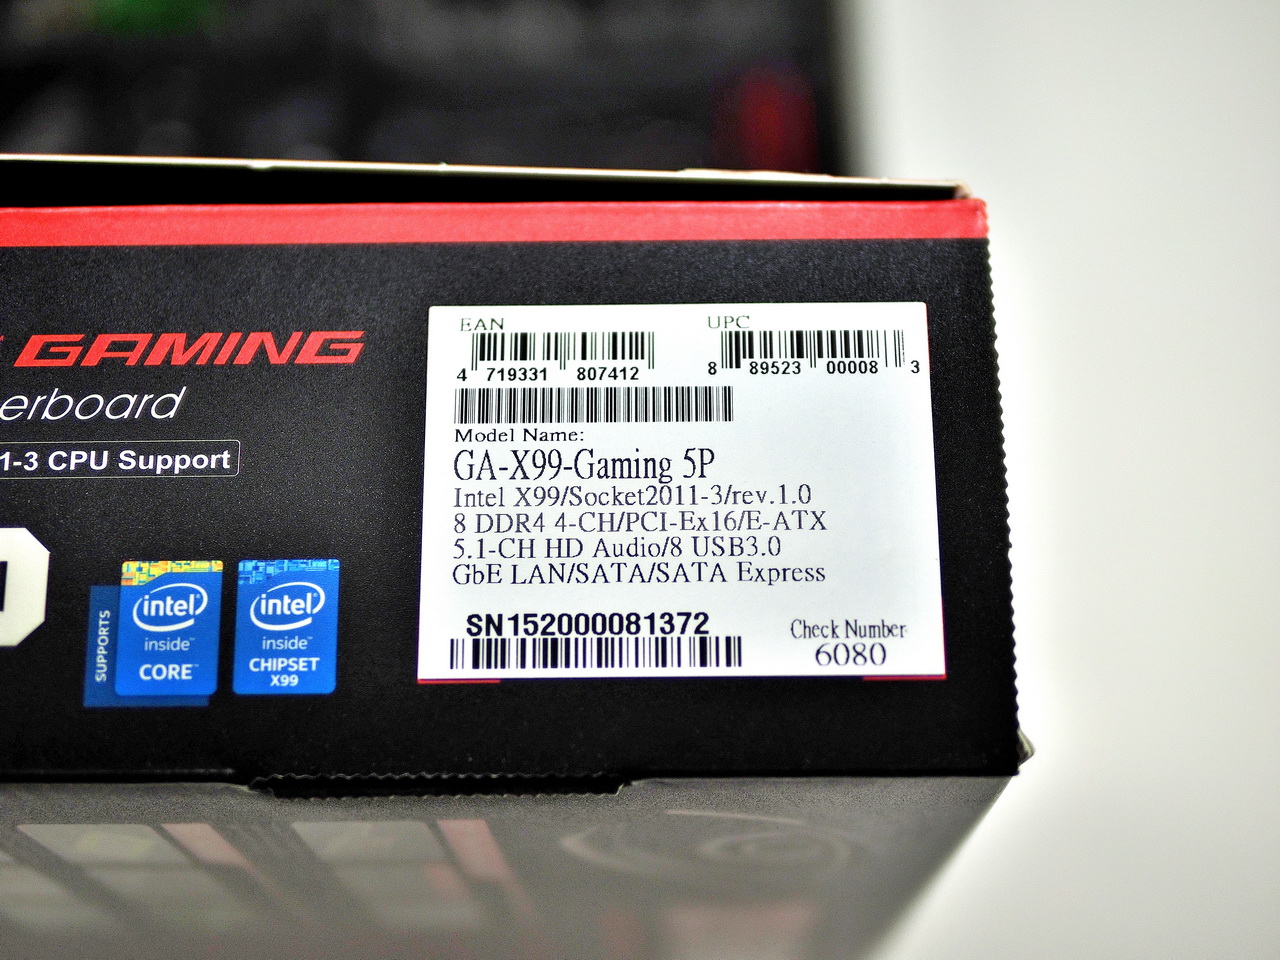 GAMING
erboard
1-3 CPU Support
SUPPORTS
intel
inside™
CORE™
intel
inside™
CHIPSET
X99
EAN
4 719331 807412
UPC
8 89523 00008 3
Model Name:
GA-X99-Gaming 5P
Intel X99/Socket2011-3/rev.1.0
8 DDR4 4-CH/PCI-Ex16/E-ATX
5.1-CH HD Audio/8 USB3.0
GbE LAN/SATA/SATA Express
SN152000081372
Check Number
6080